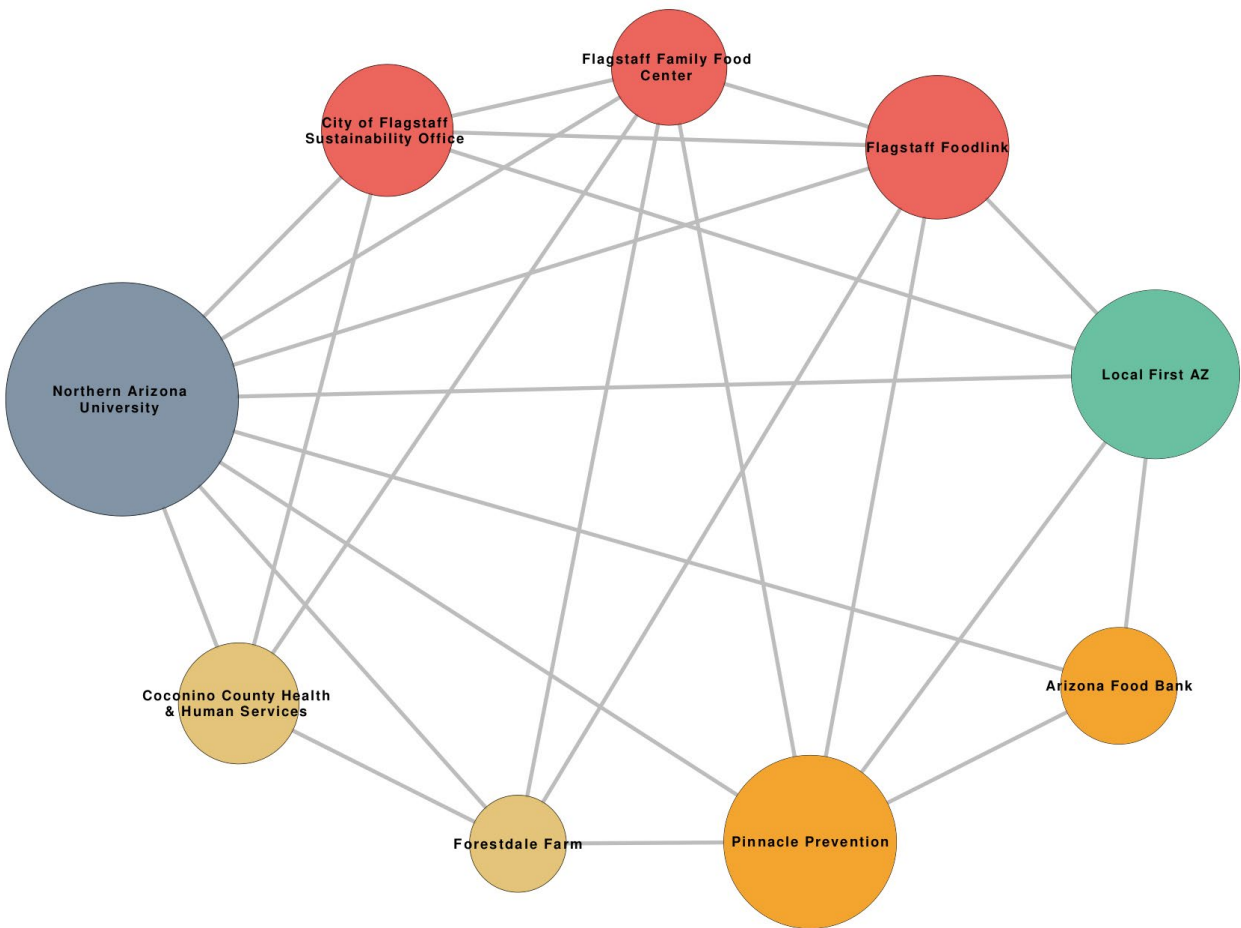 Flagstaff Family Food
Center
City of Flagstaff
Sustainability Office
Flagstaff Foodlink
Northern Arizona
University
Local First AZ
Coconino County Health
& Human Services
Arizona Food Bank
Forestdale Farm
Pinnacle Prevention